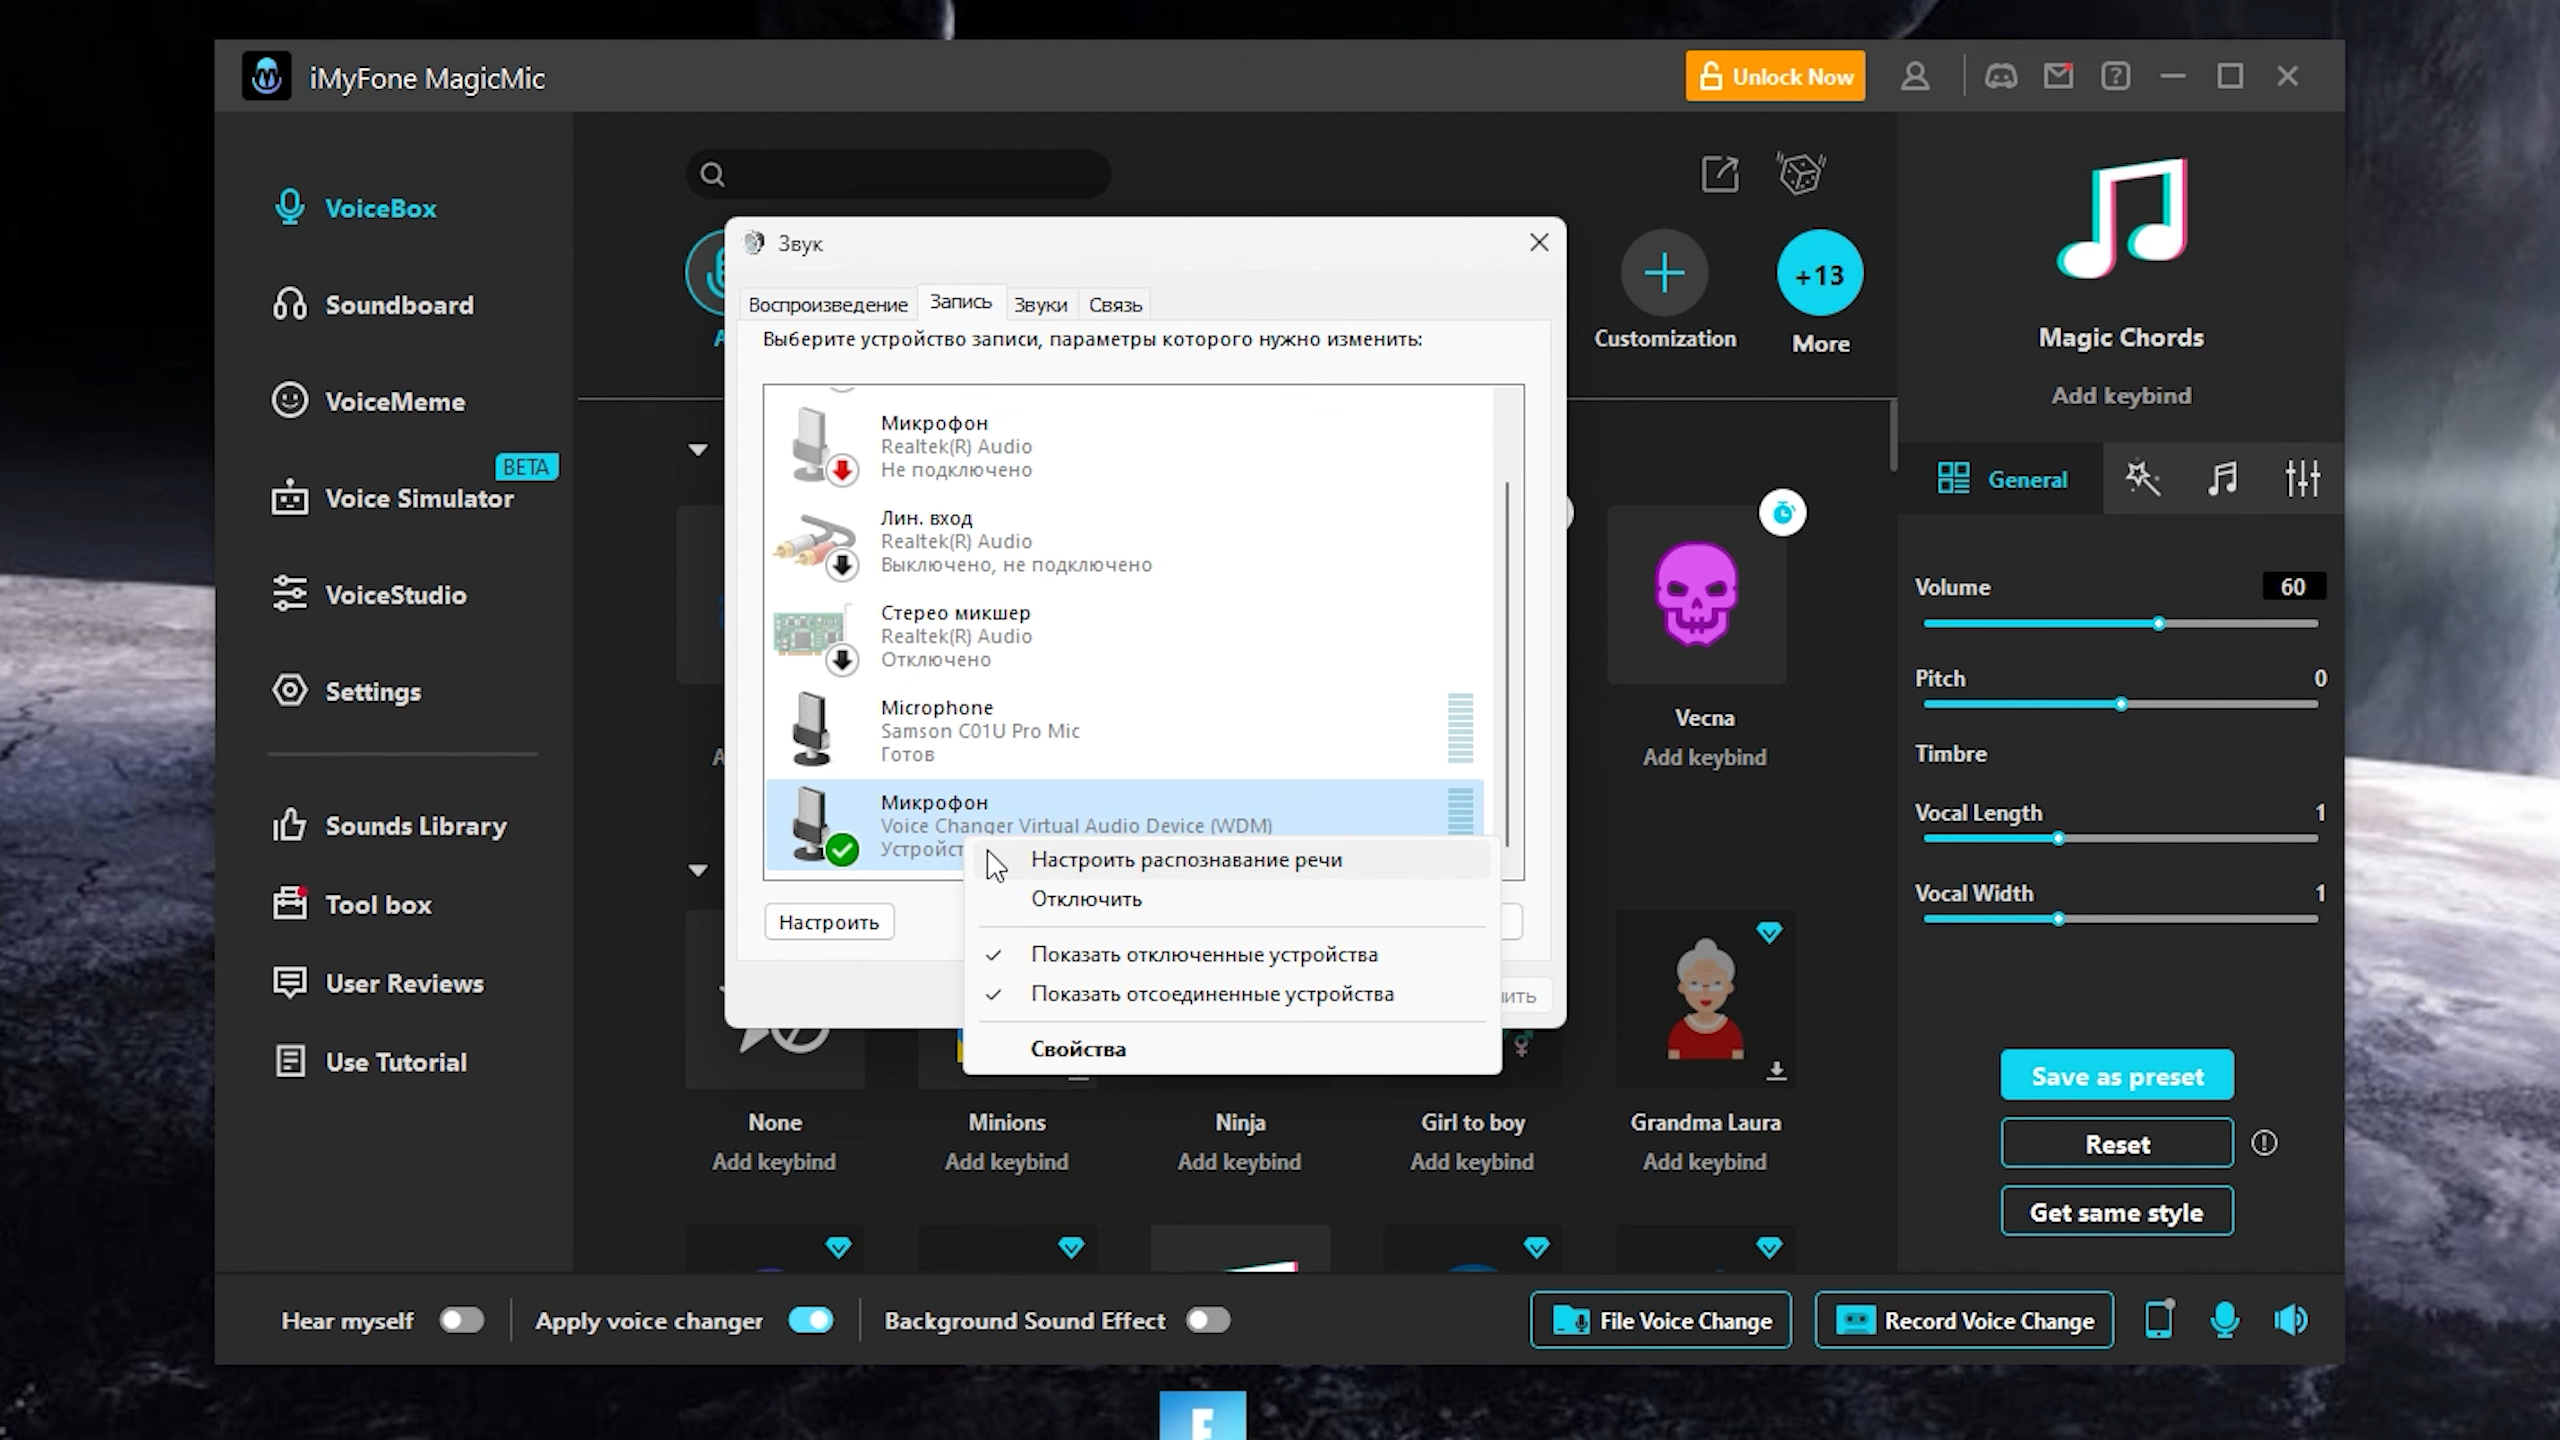 iMyFone MagicMic
Unlock Now
VoiceBox
Soundboard
VoiceMeme
BETA
Voice Simulator
VoiceStudio
Settings
Sounds Library
Tool box
User Reviews
Use Tutorial
Customization
+13
More
Звук
Воспроизведение
Запись
Звуки
Связь
Выберите устройство записи, параметры которого нужно изменить:
Микрофон
Realtek(R) Audio
Не подключено
Лин. вход
Realtek(R) Audio
Выключено, не подключено
Стерео микшер
Realtek(R) Audio
Отключено
Microphone
Samson C01U Pro Mic
Готов
Микрофон
Voice Changer Virtual Audio Device (WDM)
Настроить
Настроить распознавание речи
Отключить
Показать отключенные устройства
Показать отсоединенные устройства
Свойства
Vecna
Add keybind
None
Add keybind
Minions
Add keybind
Ninja
Add keybind
Girl to boy
Add keybind
Grandma Laura
Add keybind
Magic Chords
Add keybind
General
Volume
60
Pitch
0
Timbre
Vocal Length
1
Vocal Width
1
Save as preset
Reset
Get same style
Hear myself
Apply voice changer
Background Sound Effect
File Voice Change
Record Voice Change